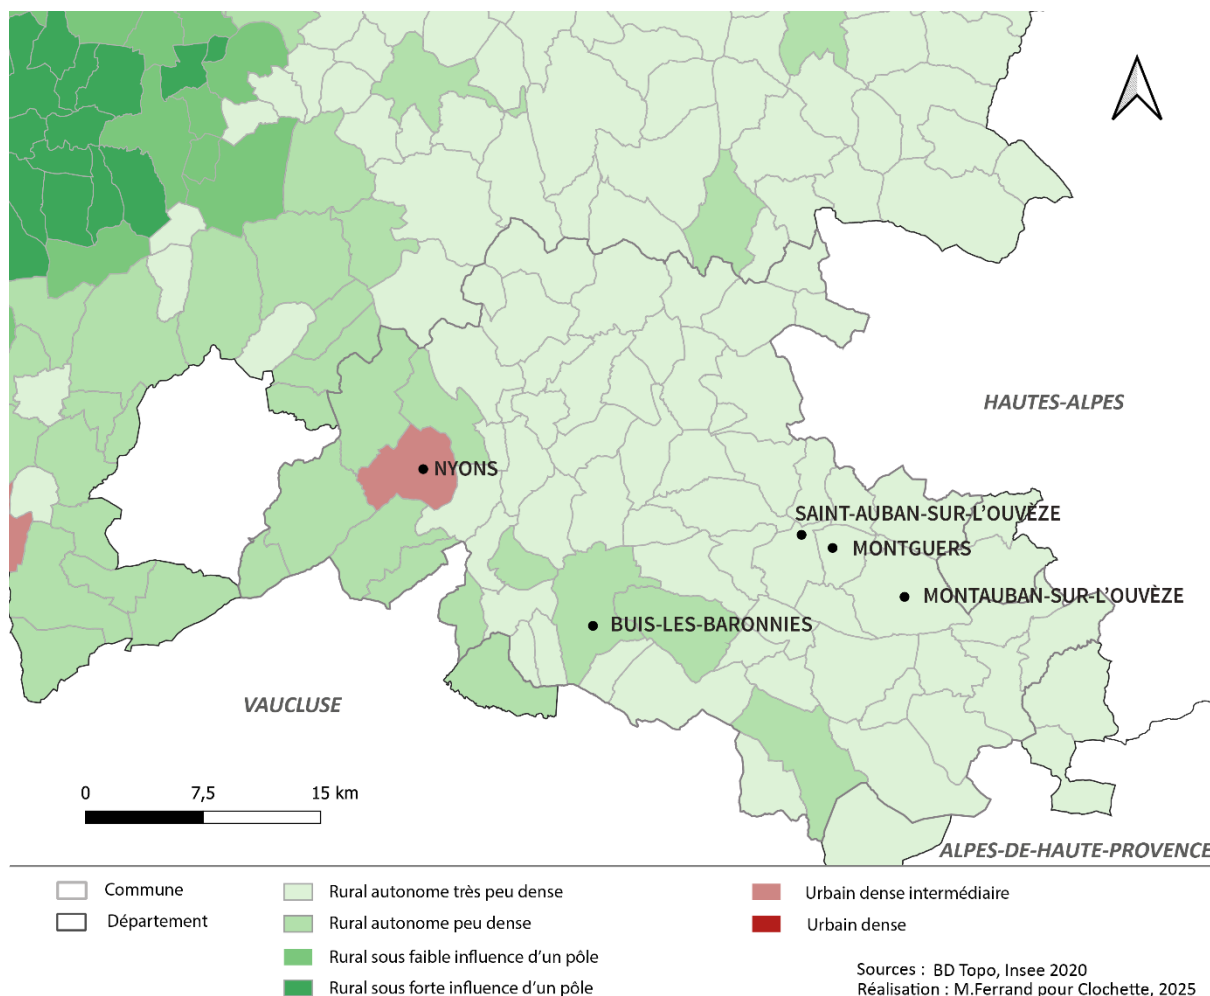 HAUTES-ALPES
NYONS
SAINT-AUBAN-SUR-L'OUVÈZE
MONTGUERS
MONTAUBAN-SUR-L'OUVÈZE
BUIS-LES-BARONNIES
VAUCLUSE
0 7,5 15 km
ALPES-DE-HAUTE-PROVENCE
Commune
Département
Rural autonome très peu dense
Rural autonome peu dense
Rural sous faible influence d'un pôle
Rural sous forte influence d'un pôle
Urbain dense intermédiaire
Urbain dense
Sources : BD Topo, Insee 2020
Réalisation : M.Ferrand pour Clochette, 2025